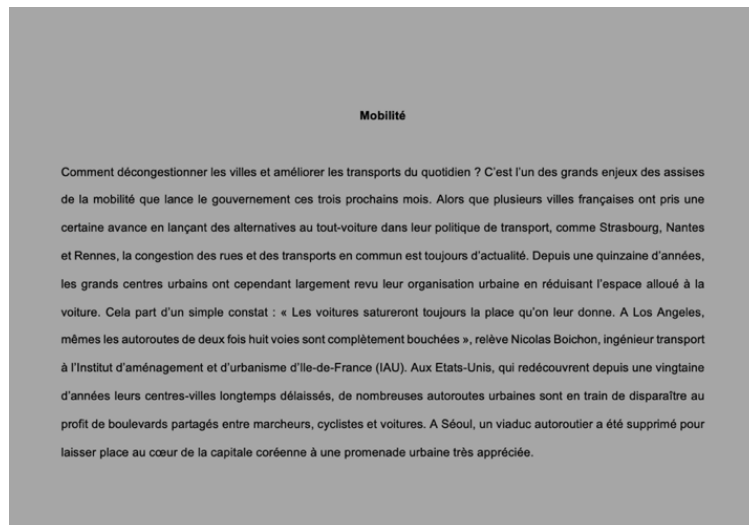 Mobilité
Comment décongestionner les villes et améliorer les transports du quotidien ? C’est l’un des grands enjeux des assises
de la mobilité que lance le gouvernement ces trois prochains mois. Alors que plusieurs villes françaises ont pris une
certaine avance en lançant des alternatives au tout-voiture dans leur politique de transport, comme Strasbourg, Nantes
et Rennes, la congestion des rues et des transports en commun est toujours d’actualité. Depuis une quinzaine d’années,
les grands centres urbains ont cependant largement revu leur organisation urbaine en réduisant l’espace alloué à la
voiture. Cela part d’un simple constat : « Les voitures satureront toujours la place qu’on leur donne. A Los Angeles,
mêmes les autoroutes de deux fois huit voies sont complètement bouchées », relève Nicolas Boichon, ingénieur transport
à l’Institut d’aménagement et d’urbanisme d’Ile-de-France (IAU). Aux Etats-Unis, qui redécouvrent depuis une vingtaine
d’années leurs centres-villes longtemps délaissés, de nombreuses autoroutes urbaines sont en train de disparaître au
profit de boulevards partagés entre marcheurs, cyclistes et voitures. A Séoul, un viaduc autoroutier a été supprimé pour
laisser place au cœur de la capitale coréenne à une promenade urbaine très appréciée.